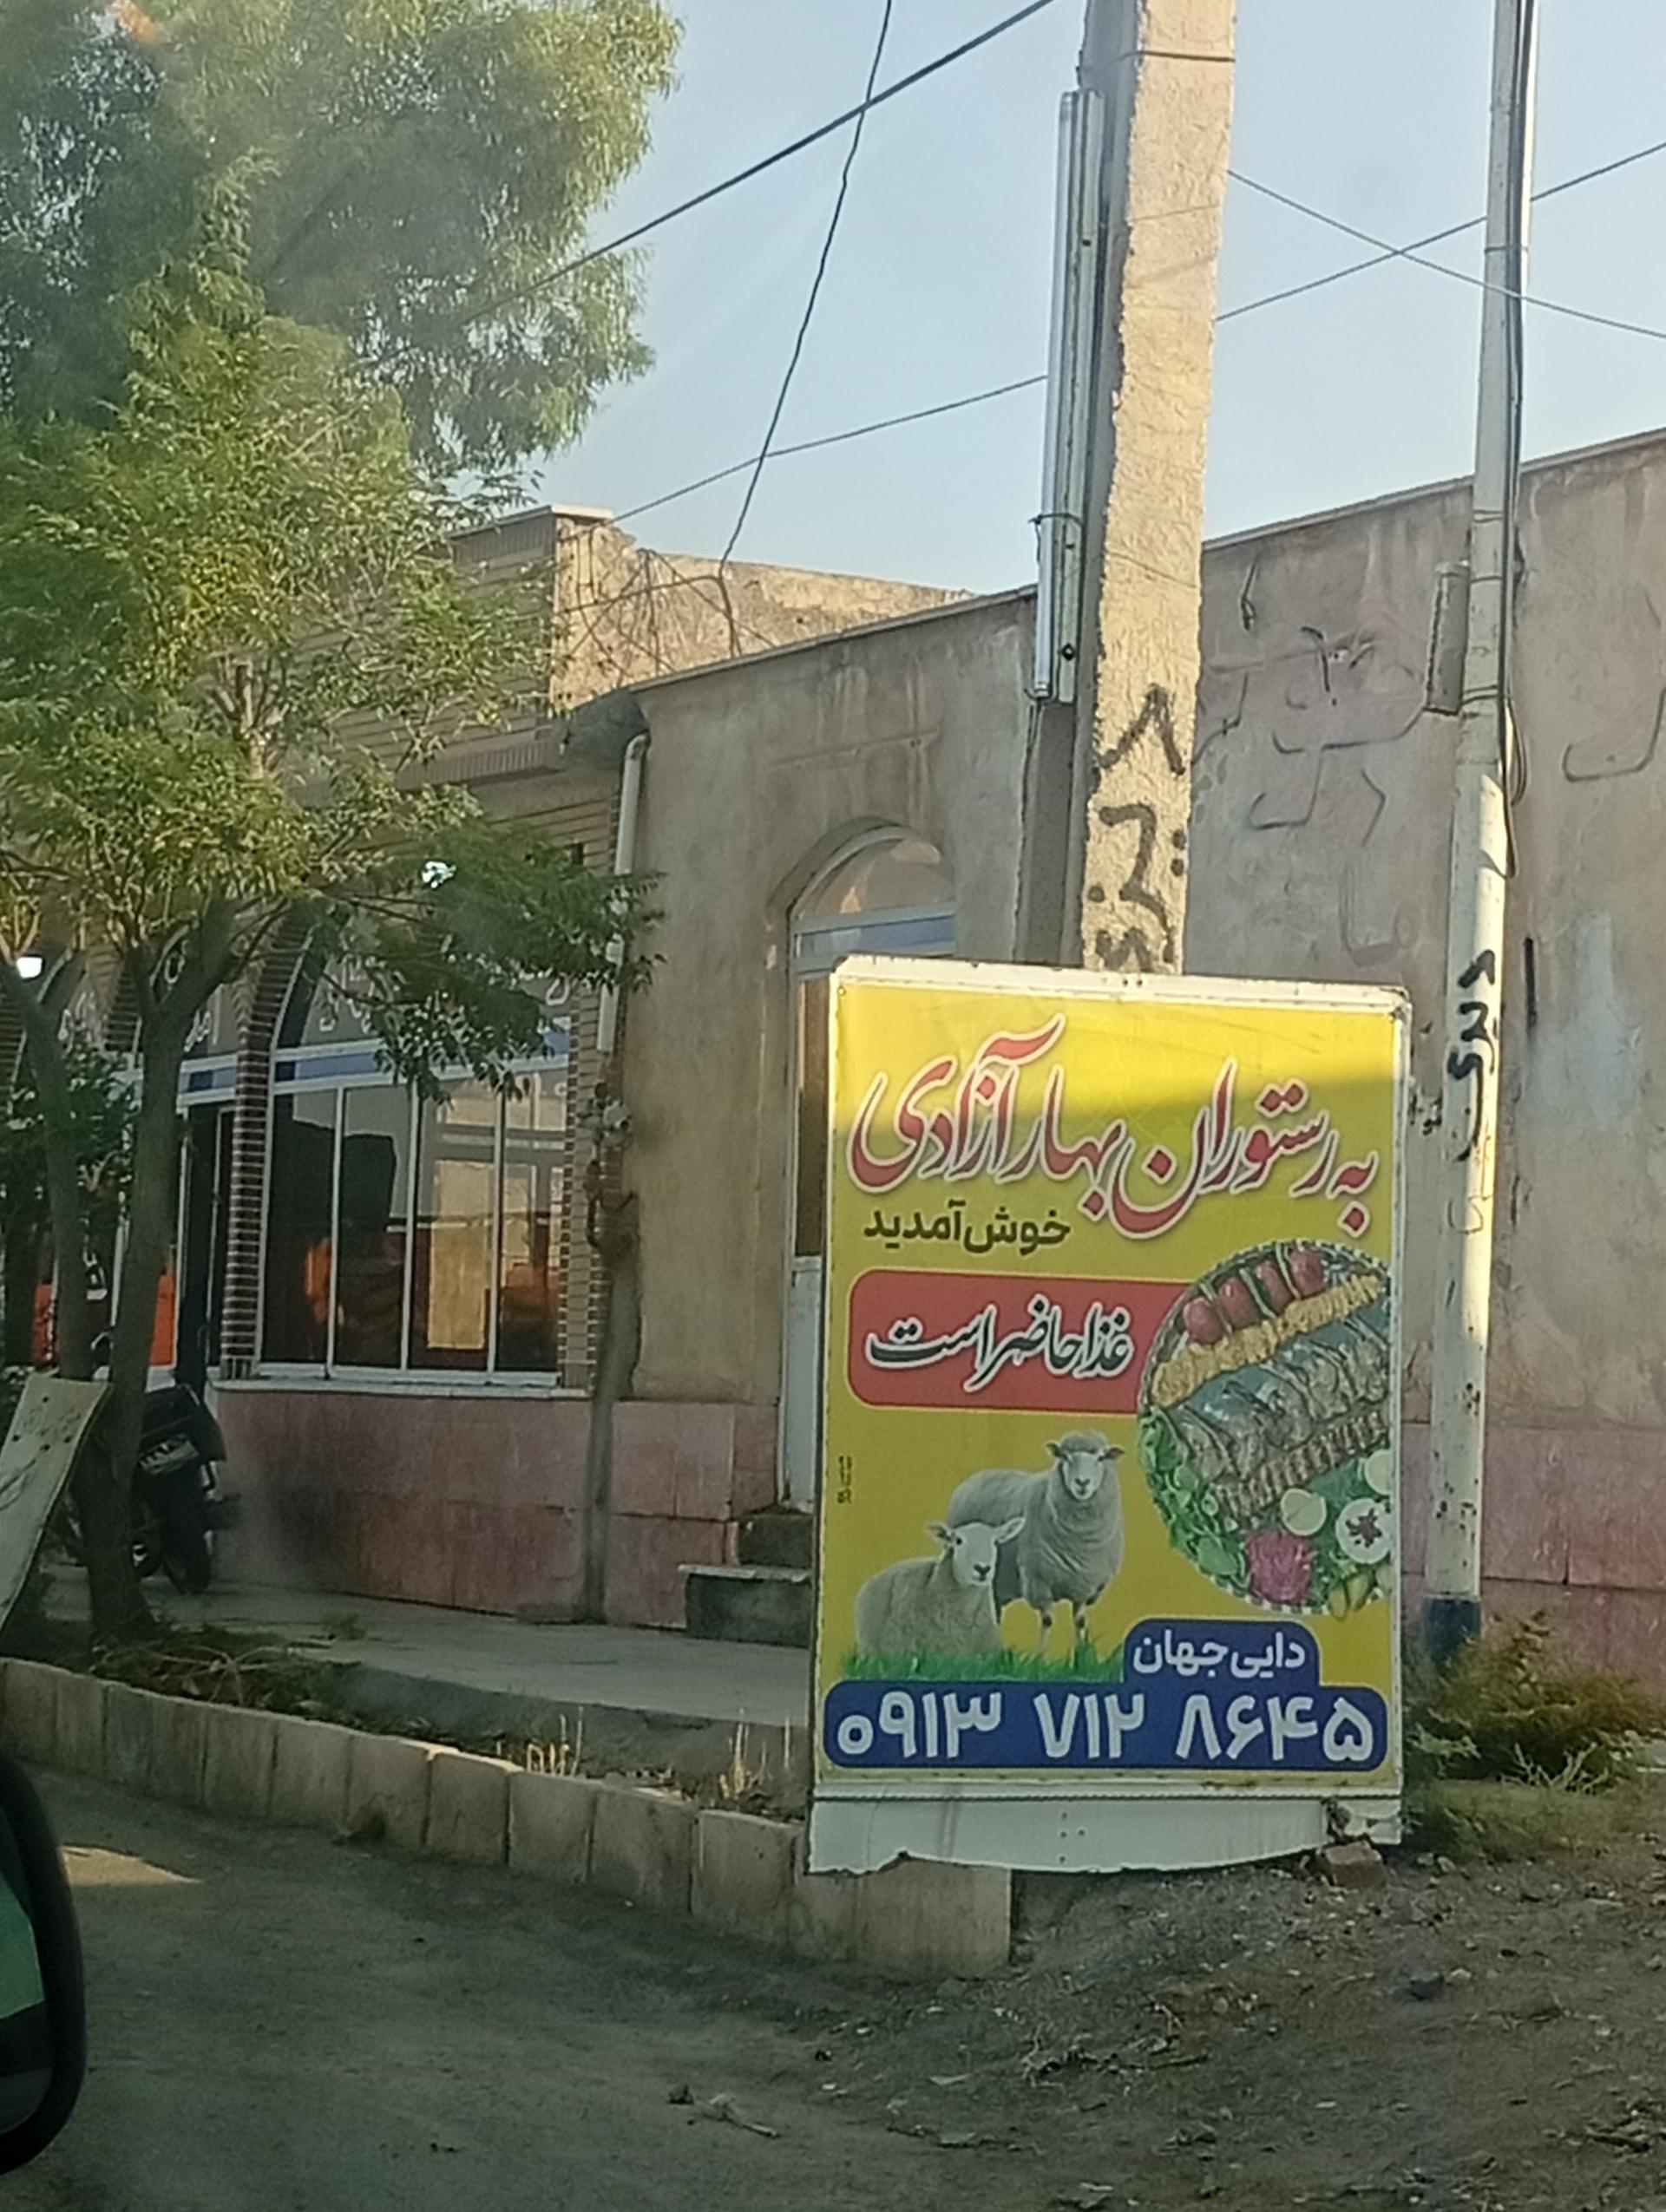 به رستوران بهار آزادی
خوش آمدید
غذا حاضر است
دایی جهان
۰۹۱۳ ۷۱۲ ۸۶۴۵